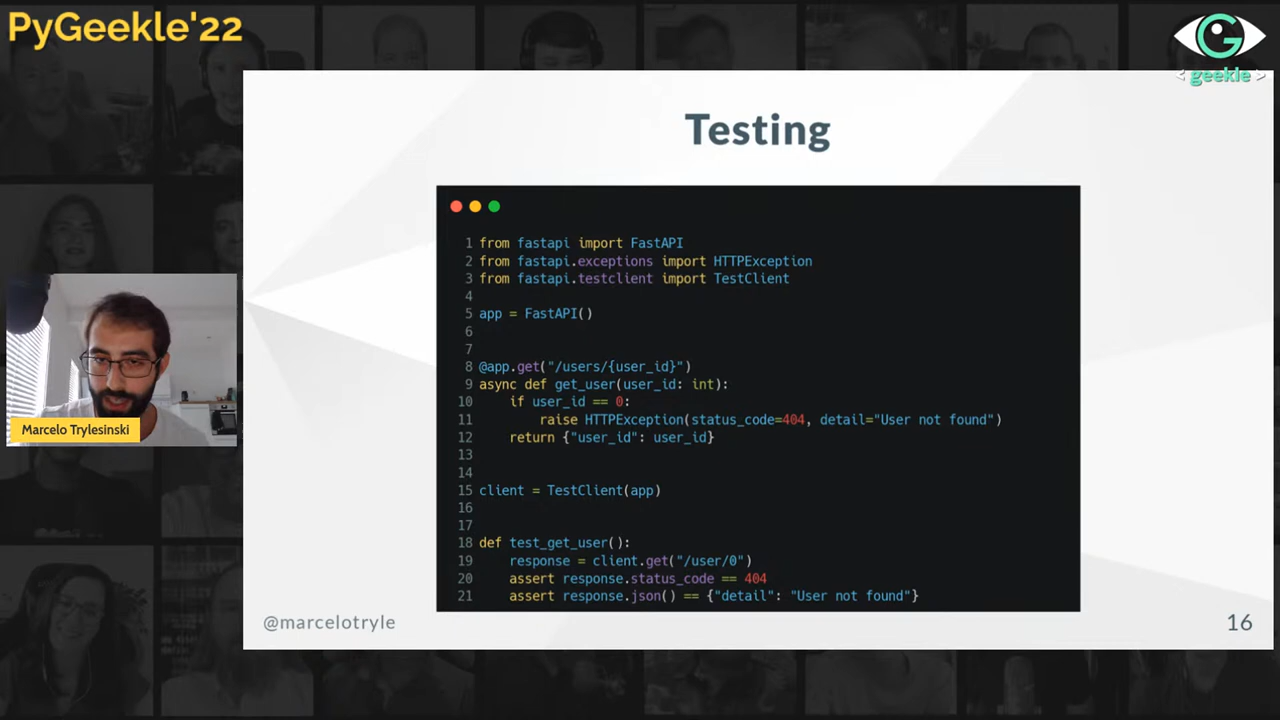 PyGeekle'22
< geekle >
Testing
1 from fastapi import FastAPI
2 from fastapi.exceptions import HTTPException
3 from fastapi.testclient import TestClient
4
5 app = FastAPI()
6
7
8 @app.get("/users/{user_id}")
9 async def get_user(user_id: int):
10 if user_id == 0:
11 raise HTTPException(status_code=404, detail="User not found")
12 return {"user_id": user_id}
13
14
15 client = TestClient(app)
16
17
18 def test_get_user():
19 response = client.get("/user/0")
20 assert response.status_code == 404
21 assert response.json() == {"detail": "User not found"}
Marcelo Trylesinski
@marcelotryle
16